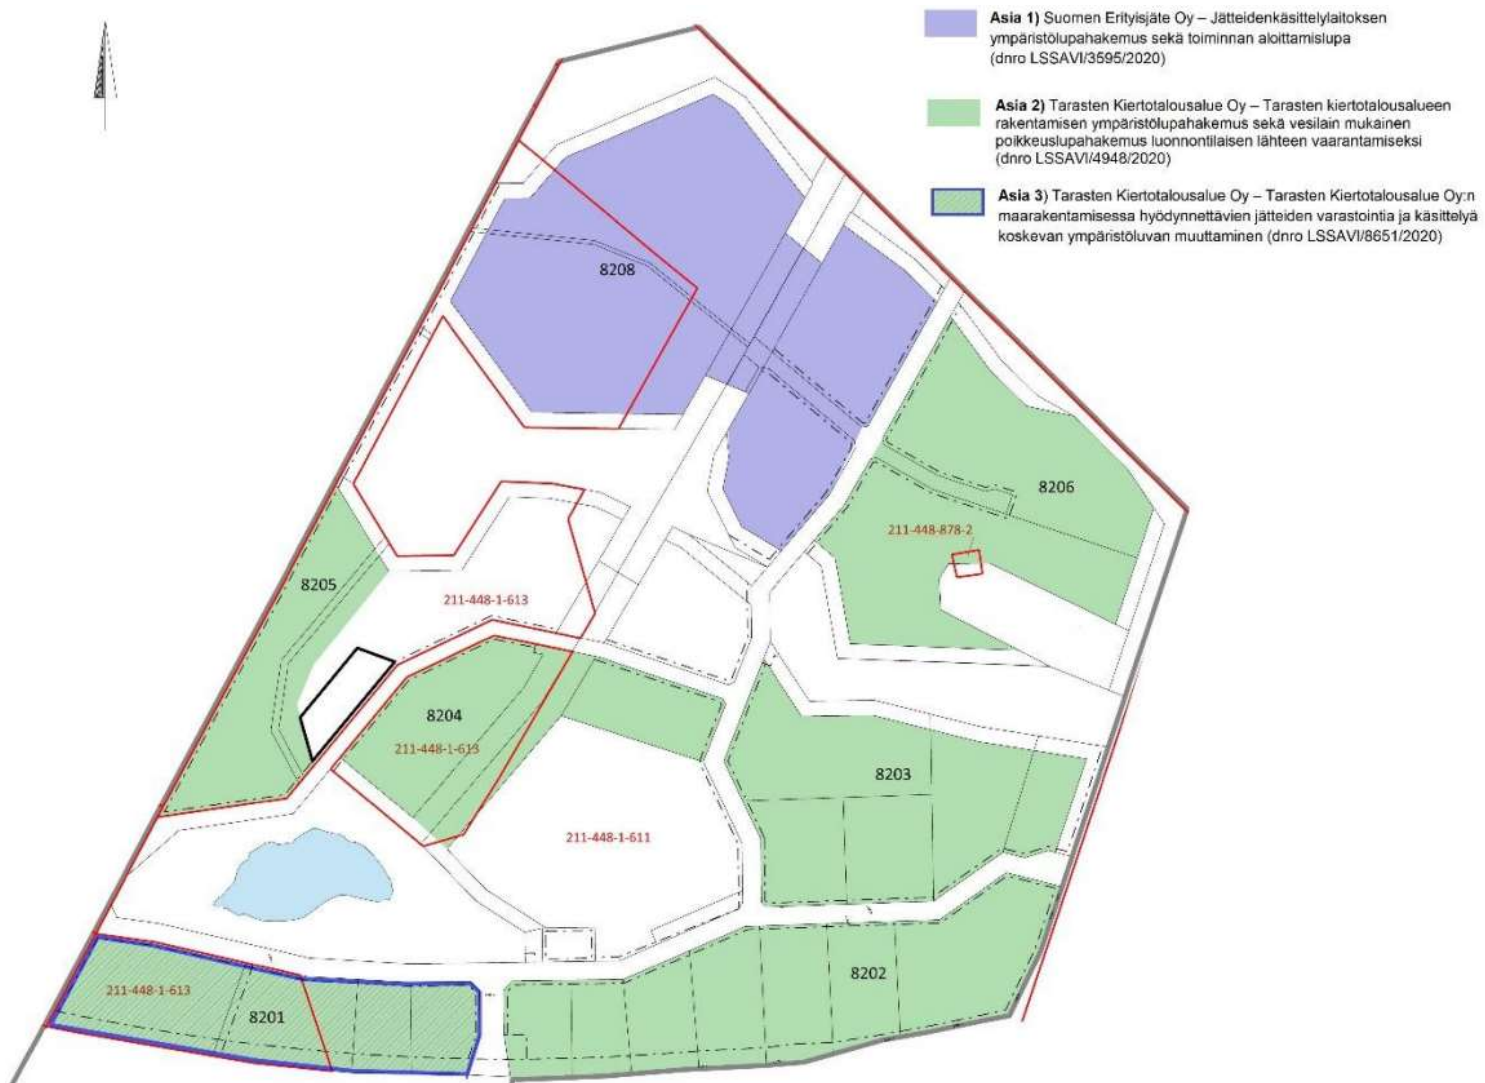 Asia 1) Suomen Erityisjäte Oy – Jätteidenkäsittelylaitoksen
ympäristölupahakemus sekä toiminnan aloittamislupa
(dnro LSSAVI/3595/2020)
Asia 2) Tarasten Kiertotalousalue Oy – Tarasten kiertotalousalueen
rakentamisen ympäristölupahakemus sekä vesilain mukainen
poikkeuslupahakemus luonnontilaisen lähteen vaarantamiseksi
(dnro LSSAVI/4948/2020)
Asia 3) Tarasten Kiertotalousalue Oy – Tarasten Kiertotalousalue Oy:n
maarakentamisessa hyödynnettävien jätteiden varastointia ja käsittelyä
koskevan ympäristöluvan muuttaminen (dnro LSSAVI/8651/2020)
8208
8206
211-448-878-2
8205
211-448-1-613
8204
211-448-1-613
8203
211-448-1-611
8202
211-448-1-613
8201